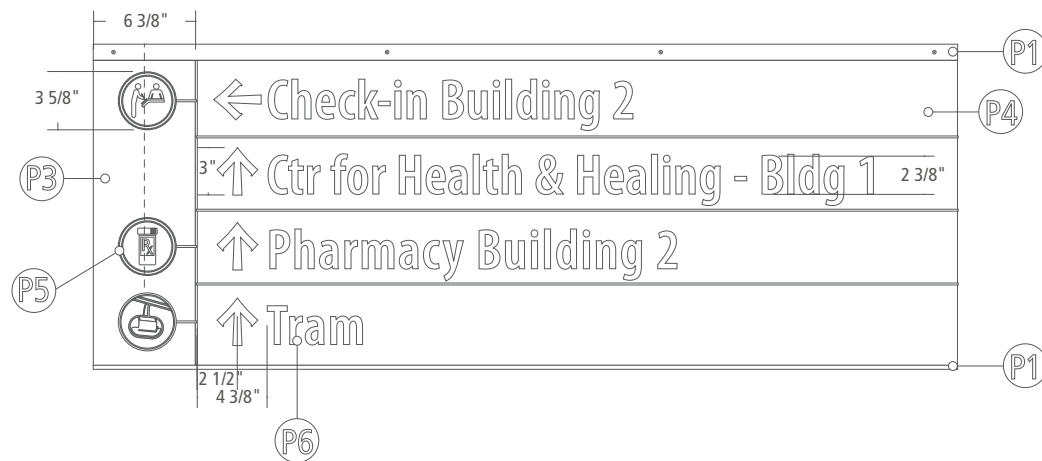 6 3/8"
P1
3 5/8"
Check-in Building 2
P4
P3
3"
Ctr for Health & Healing - Bldg 1
2 3/8"
Rx
Pharmacy Building 2
P5
Tram
P1
2 1/2"
4 3/8"
P6